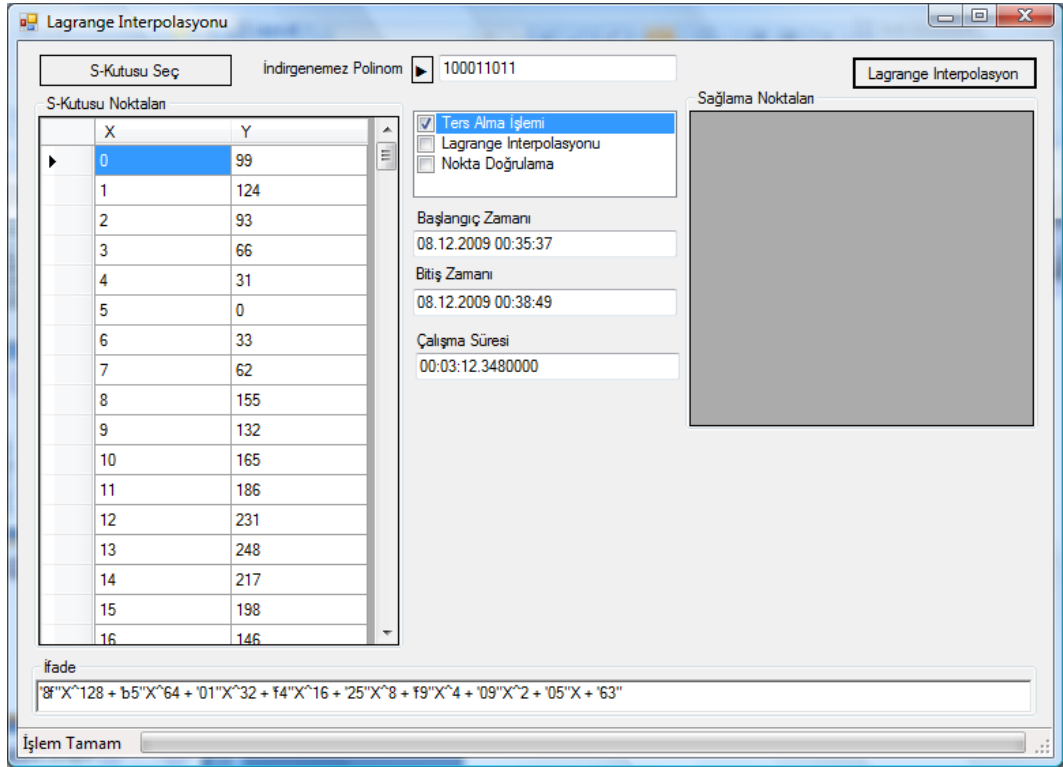 Lagrange Interpolasyonu
S-Kutusu Seç
İndirgenemez Polinom
100011011
Lagrange Interpolasyon
S-Kutusu Noktaları
X Y
0 99
1 124
2 93
3 66
4 31
5 0
6 33
7 62
8 155
9 132
10 165
11 186
12 231
13 248
14 217
15 198
16 146
Ters Alma İşlemi
Lagrange Interpolasyonu
Nokta Doğrulama
Başlangıç Zamanı
08.12.2009 00:35:37
Bitiş Zamanı
08.12.2009 00:38:49
Çalışma Süresi
00:03:12.3480000
Sağlama Noktaları
İfade
'8f''X^128 + 'b5''X^64 + '01''X^32 + 'f4''X^16 + '25''X^8 + 'f9''X^4 + '09''X^2 + '05''X + '63''
İşlem Tamam